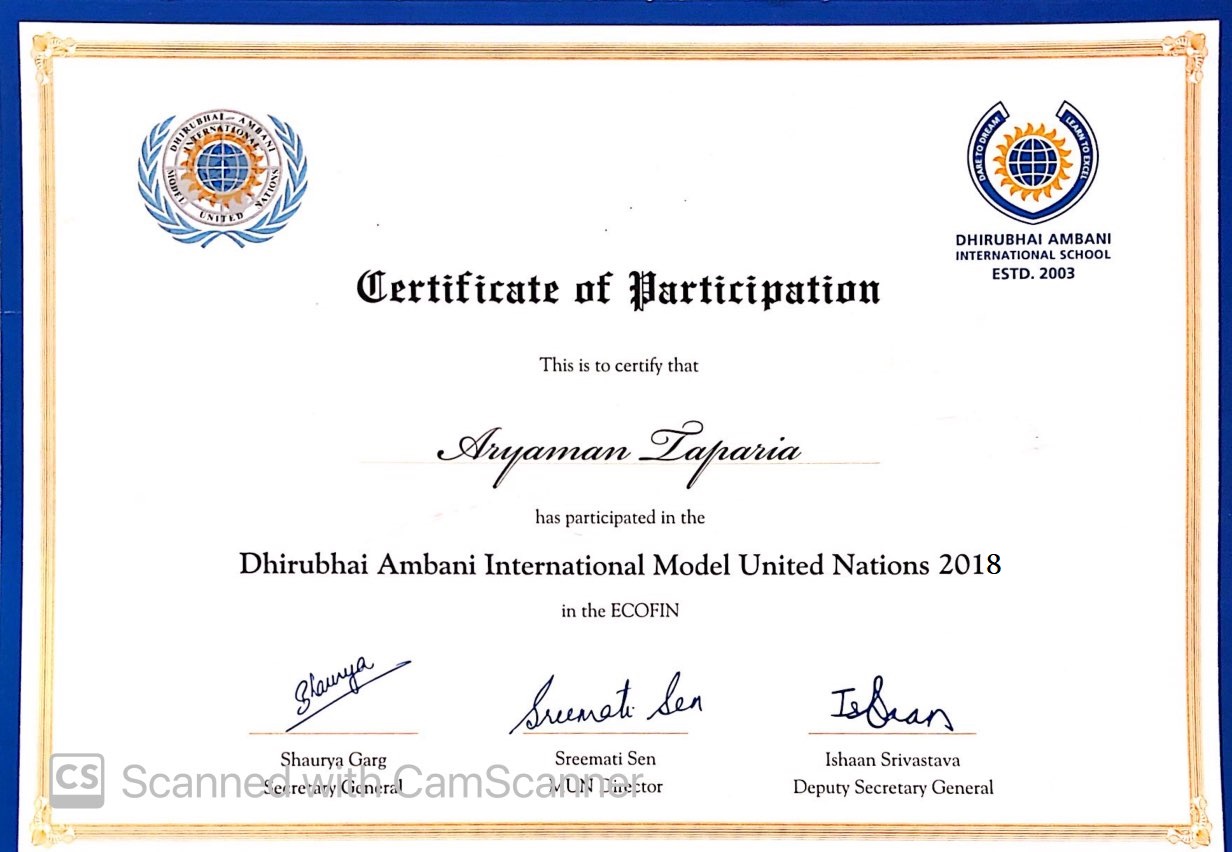 DHIRUBHAI AMBANI
INTERNATIONAL
MODEL UNITED NATIONS
DARE TO DREAM
LEARN TO EXCEL
DHIRUBHAI AMBANI
INTERNATIONAL SCHOOL
ESTD. 2003
Certificate of Participation
This is to certify that
Aryaman Taparia
has participated in the
Dhirubhai Ambani International Model United Nations 2018
in the ECOFIN
Shaurya
Sreemati Sen
Ishaan
Shaurya Garg
Sreemati Sen
Ishaan Srivastava
Secretary General
MUN Director
Deputy Secretary General
CS Scanned with CamScanner